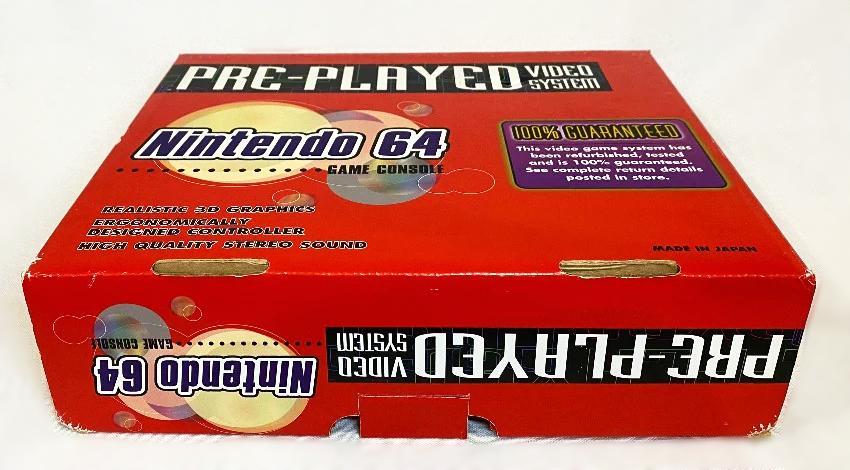 PRE-PLAYED VIDEO SYSTEM
Nintendo 64
GAME CONSOLE
100% GUARANTEED
This video game system has
been refurbished, tested
and is 100% guaranteed.
See complete return details
posted in store.
REALISTIC 3D GRAPHICS
ERGONOMICALLY
DESIGNED CONTROLLER
HIGH QUALITY STEREO SOUND
MADE IN JAPAN
PRE-PLAYED VIDEO SYSTEM
Nintendo 64
GAME CONSOLE